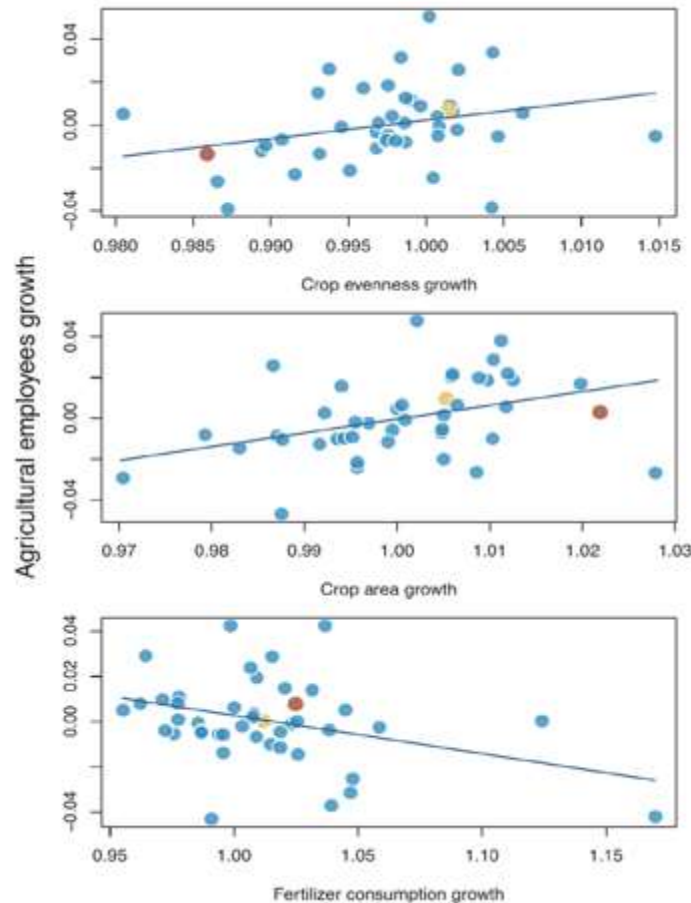 Agricultural employees growth
0.04
0.00
-0.04
0.980 0.985 0.990 0.995 1.000 1.005 1.010 1.015
Crop evenness growth
0.04
0.00
-0.04
0.97 0.98 0.99 1.00 1.01 1.02 1.03
Crop area growth
0.04
0.02
0.00
-0.04
0.95 1.00 1.05 1.10 1.15
Fertilizer consumption growth